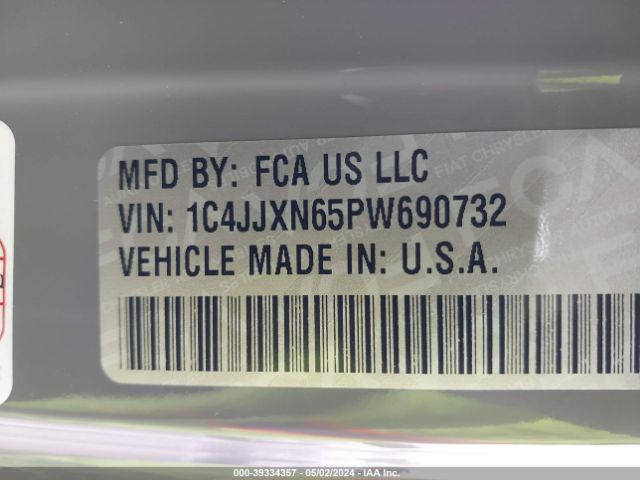 MFD BY: FCA US LLC
VIN: 1C4JJXN65PW690732
VEHICLE MADE IN: U.S.A.
000-39334357 - 05/02/2024 - IAA Inc.